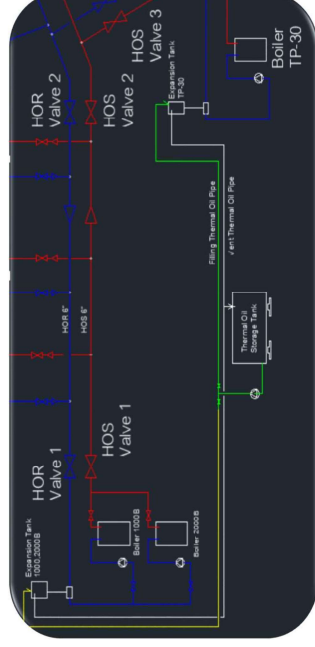 HOR
Valve 2
HOS
Valve 2
HOS
Valve 3
Expansion Tank
TP-30
Boiler
TP-30
Filling Thermal Oil Pipe
Vent Thermal Oil Pipe
HOR 6"
HOS 6"
Thermal Oil
Storage Tank
HOR
Valve 1
HOS
Valve 1
Expansion Tank
1000,2000B
Boiler 1000B
Boiler 2000B